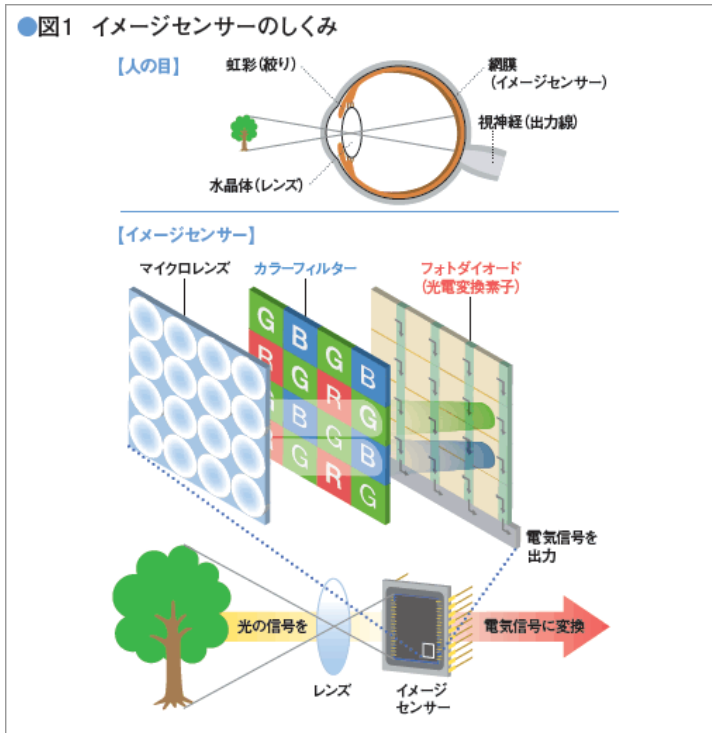 ●図1 イメージセンサーのしくみ
【人の目】
虹彩(絞り)
網膜
(イメージセンサー)
視神経(出力線)
水晶体(レンズ)
【イメージセンサー】
マイクロレンズ
カラーフィルター
フォトダイオード
(光電変換素子)
G B G B
R G R G
G B G B
R G R G
電気信号を
出力
光の信号を
電気信号に変換
レンズ
イメージ
センサー